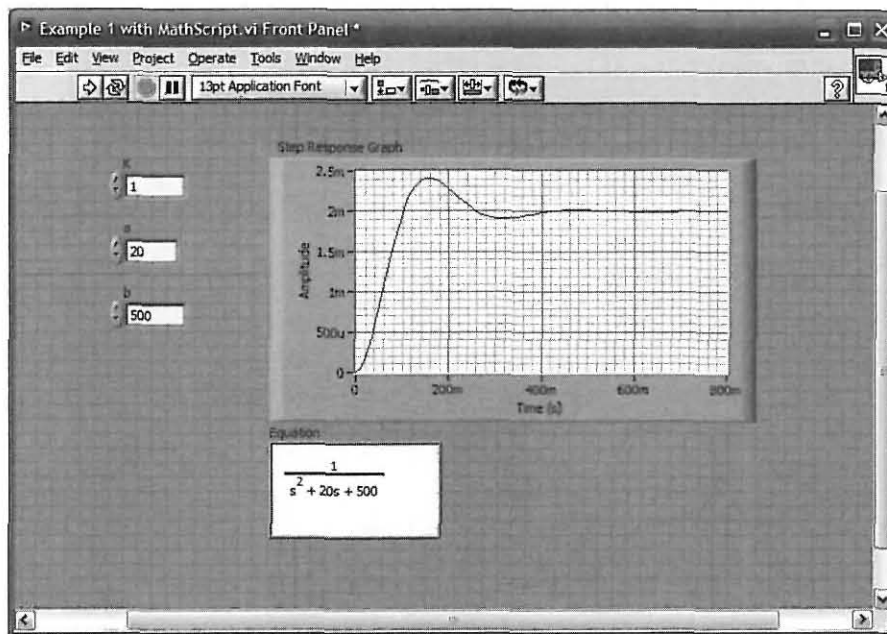 Example 1 with MathScript.vi Front Panel *
File Edit View Project Operate Tools Window Help
13pt Application Font
K
1
a
20
b
500
Step Response Graph
Amplitude
2.5m
2m
1.5m
1m
500u
0
0 200m 400m 600m 800m
Time (s)
Equation
1
s² + 20s + 500